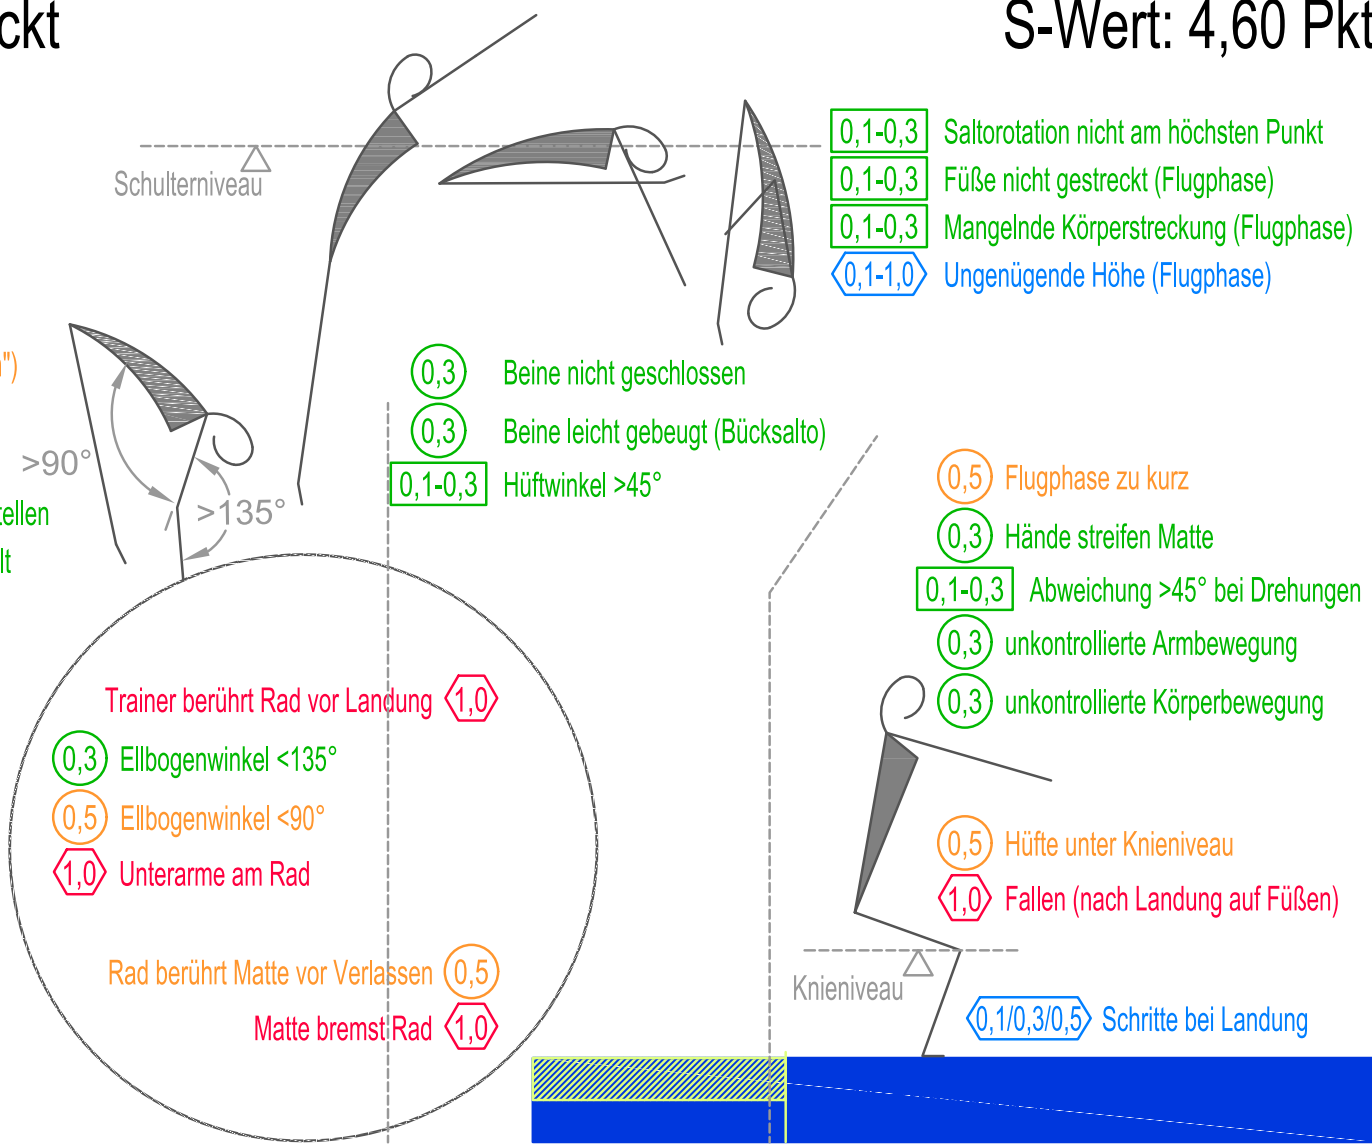 ckt
S-Wert: 4,60 Pkt
Schulterniveau
0,1-0,3 Saltorotation nicht am höchsten Punkt
0,1-0,3 Füße nicht gestreckt (Flugphase)
0,1-0,3 Mangelnde Körperstreckung (Flugphase)
0,1-1,0 Ungenügende Höhe (Flugphase)
")
>90°
>135°
tellen
lt
0,3 Beine nicht geschlossen
0,3 Beine leicht gebeugt (Bücksalto)
0,1-0,3 Hüftwinkel >45°
0,5 Flugphase zu kurz
0,3 Hände streifen Matte
0,1-0,3 Abweichung >45° bei Drehungen
0,3 unkontrollierte Armbewegung
0,3 unkontrollierte Körperbewegung
Trainer berührt Rad vor Landung 1,0
0,3 Ellbogenwinkel <135°
0,5 Ellbogenwinkel <90°
1,0 Unterarme am Rad
Rad berührt Matte vor Verlassen 0,5
Matte bremst Rad 1,0
0,5 Hüfte unter Knieniveau
1,0 Fallen (nach Landung auf Füßen)
Knieniveau
0,1/0,3/0,5 Schritte bei Landung